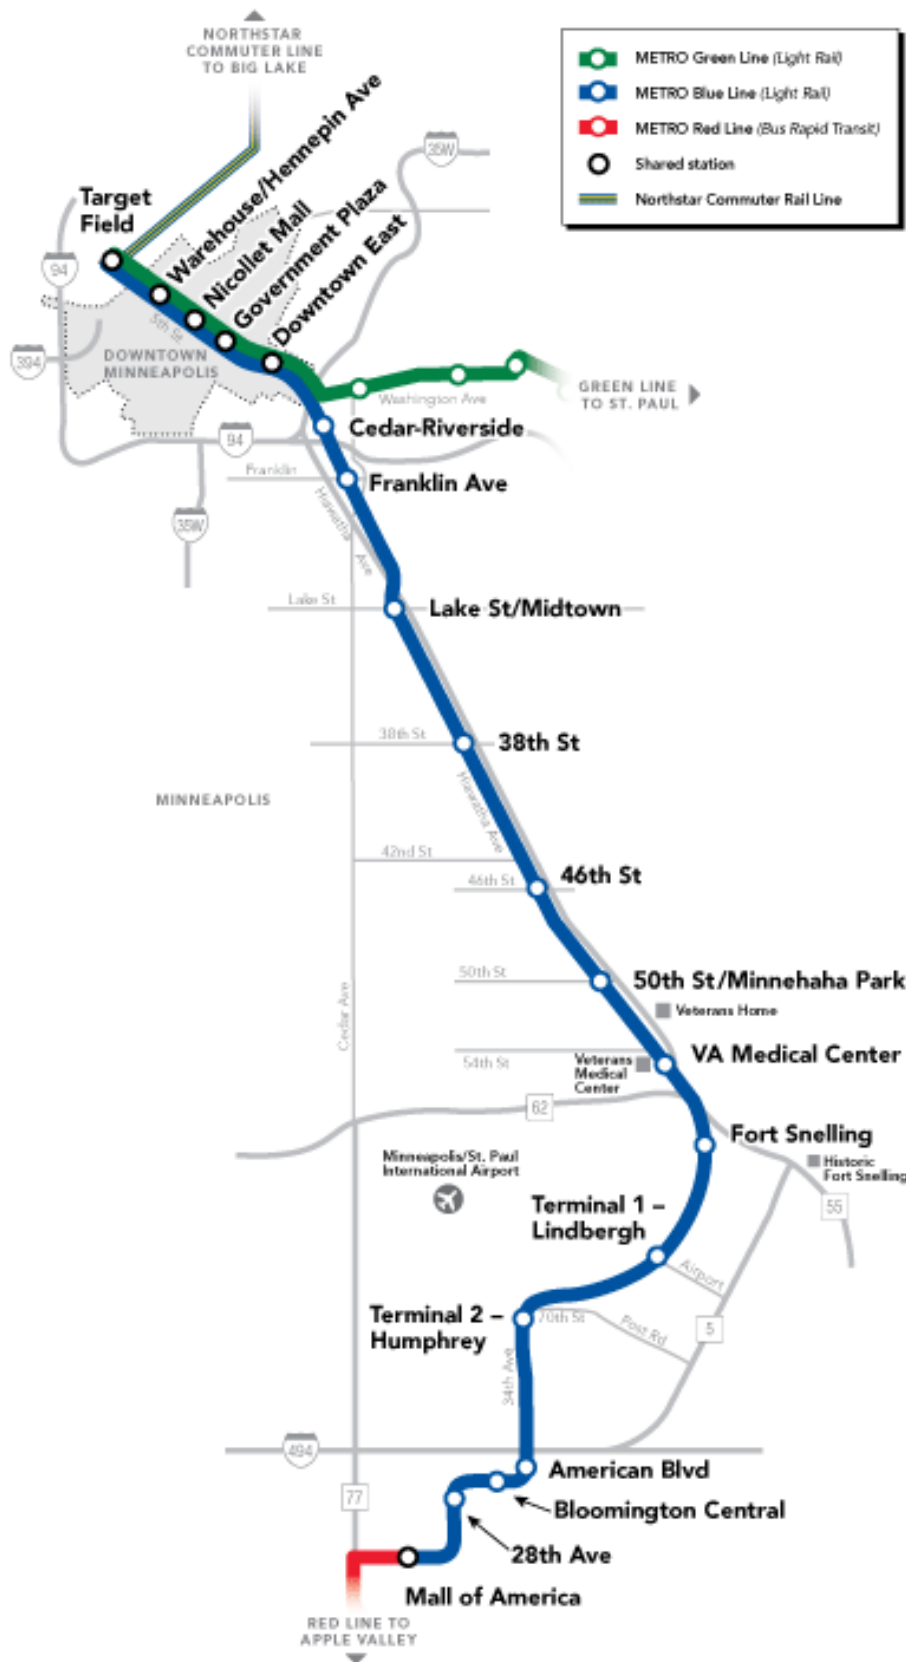 NORTHSTAR
COMMUTER LINE
TO BIG LAKE
METRO Green Line (Light Rail)
METRO Blue Line (Light Rail)
METRO Red Line (Bus Rapid Transit)
Shared station
Northstar Commuter Rail Line
35W
Target
Field
Warehouse/Hennepin Ave
Nicollet Mall
Government Plaza
Downtown East
94
394
5th St
DOWNTOWN
MINNEAPOLIS
Washington Ave
GREEN LINE
TO ST. PAUL
Cedar-Riverside
94
Franklin
Franklin Ave
35W
Hiawatha Ave
Lake St
Lake St/Midtown
38th St
38th St
Hiawatha Ave
MINNEAPOLIS
42nd St
46th St
46th St
50th St
50th St/Minnehaha Park
Veterans Home
Cedar Ave
54th St
Veterans
Medical
Center
VA Medical Center
62
Fort Snelling
Minneapolis/St. Paul
International Airport
Historic
Fort Snelling
55
Terminal 1 –
Lindbergh
Airport
Terminal 2 –
Humphrey
70th St
Post Rd
5
34th Ave
494
American Blvd
77
Bloomington Central
28th Ave
Mall of America
RED LINE TO
APPLE VALLEY